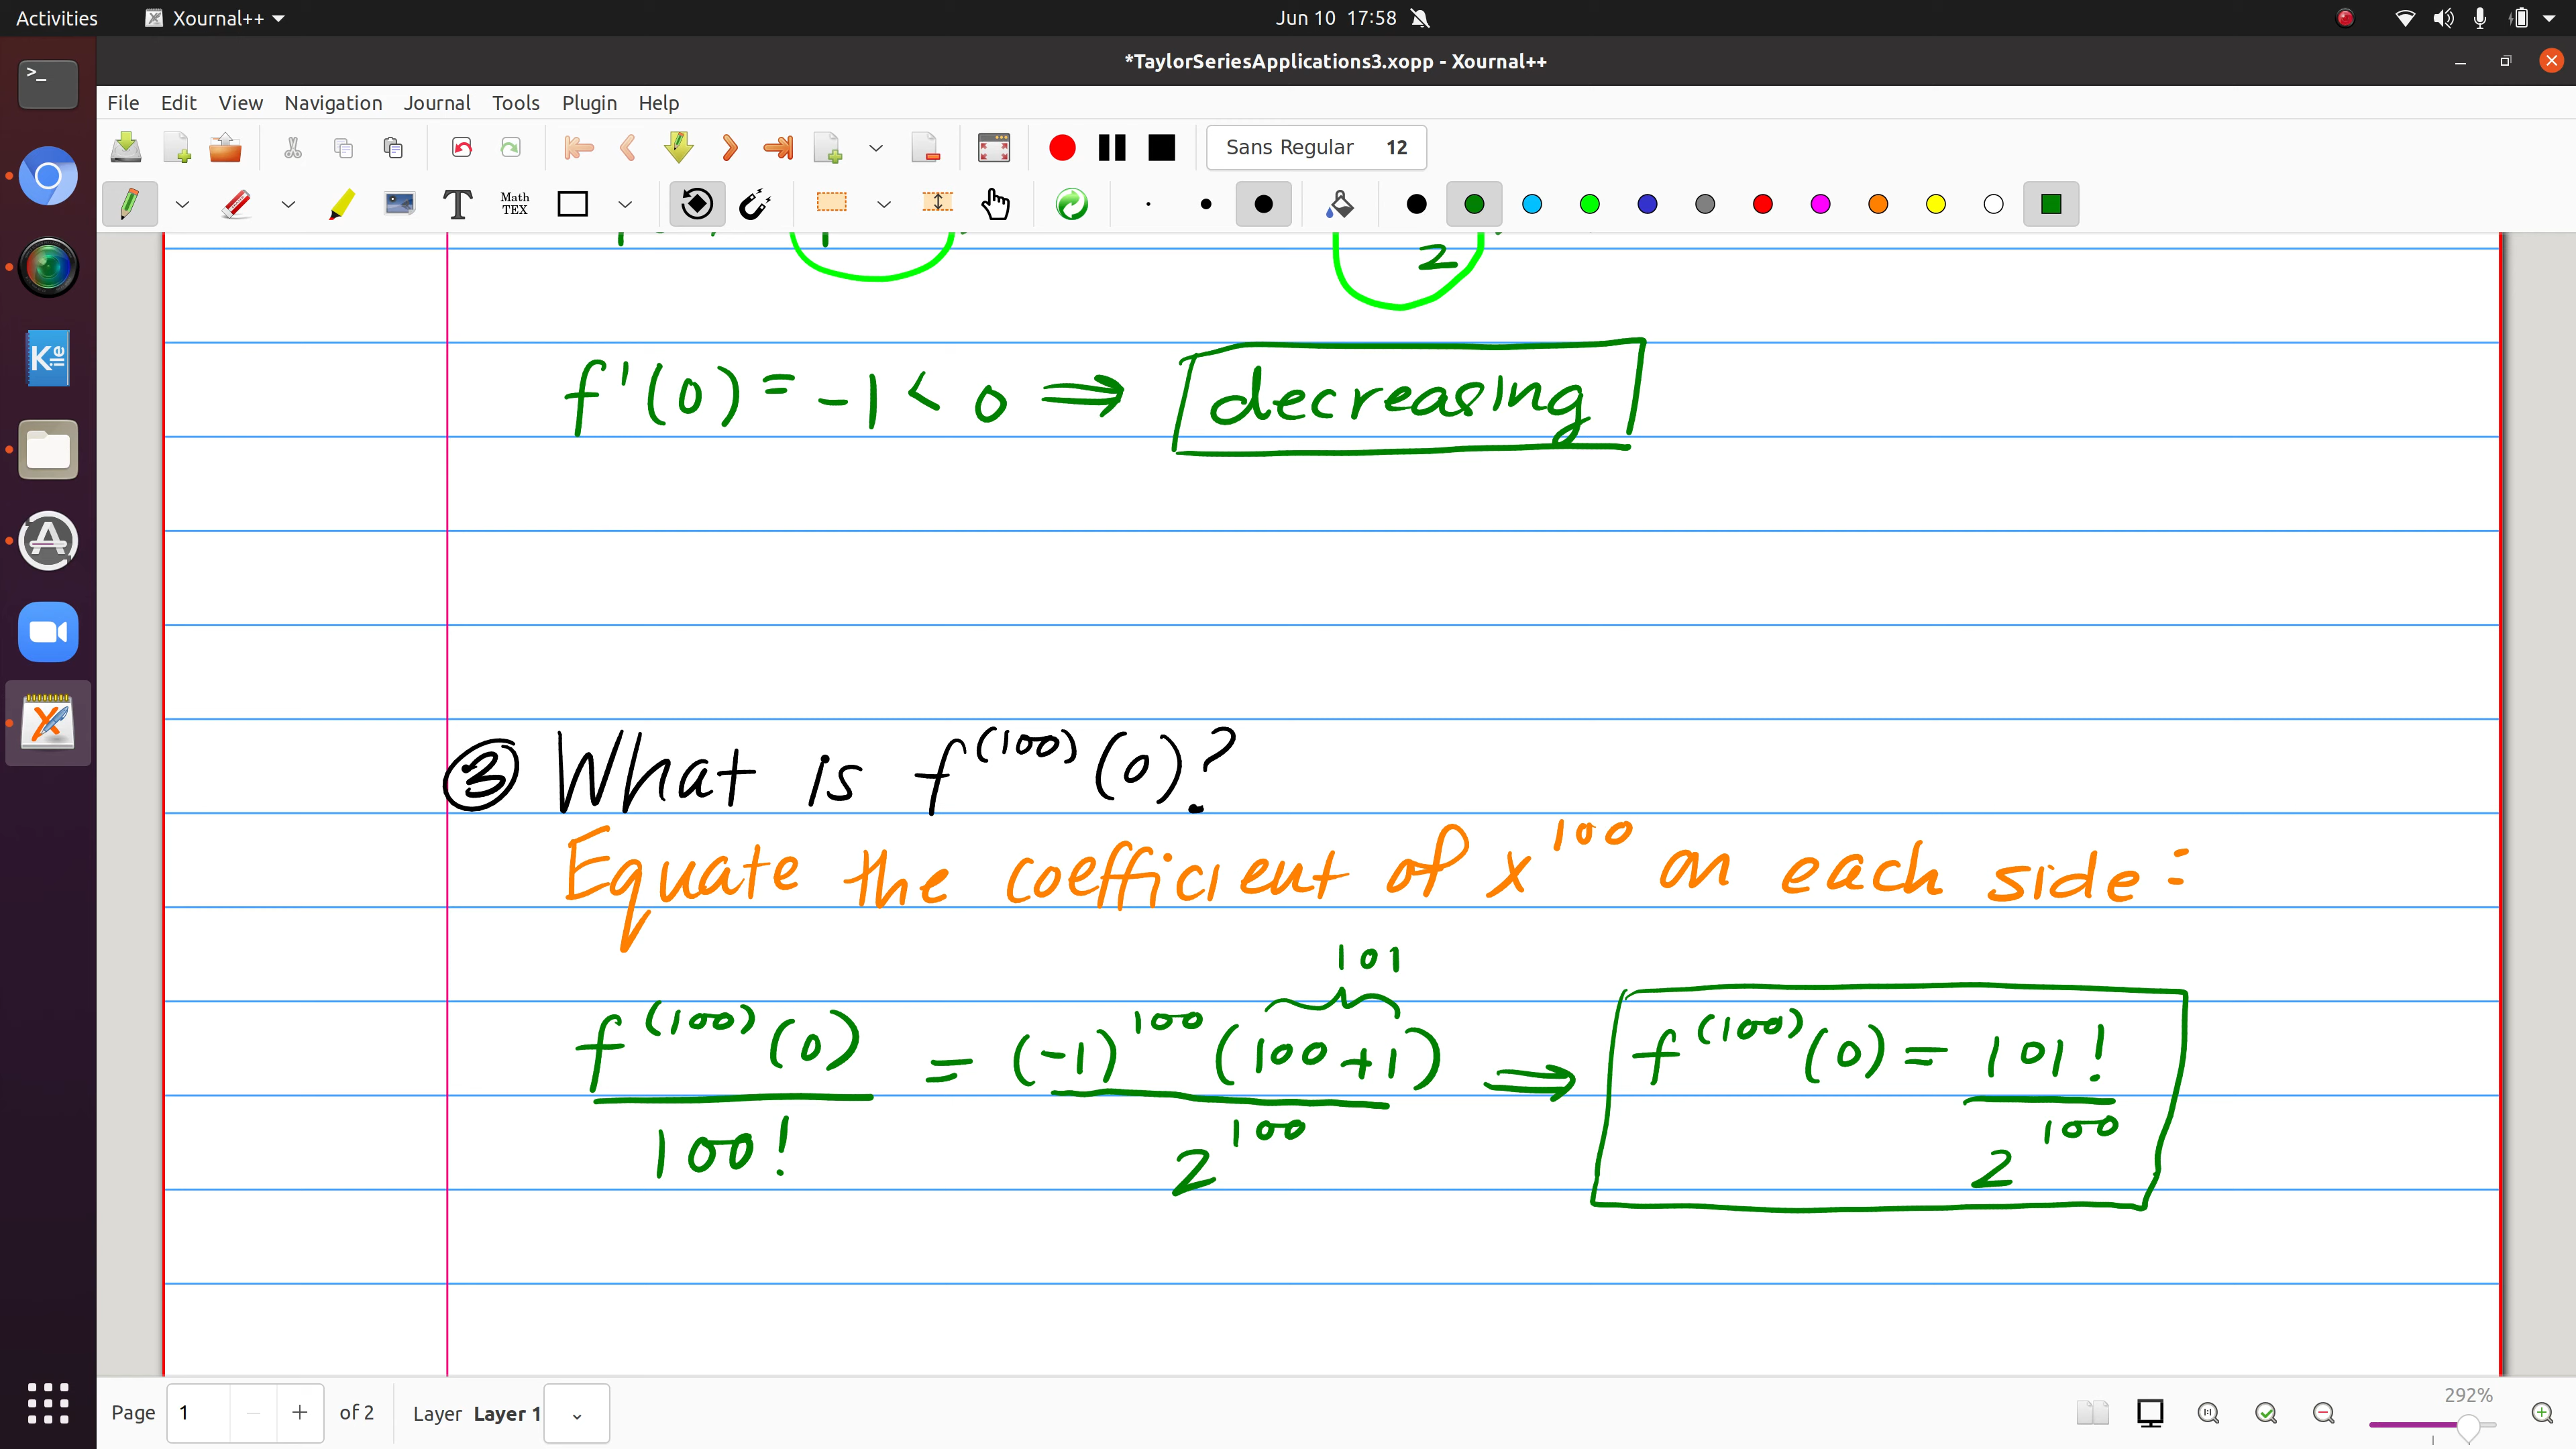 Activities Xournal++ Jun 10 17:58
*TaylorSeriesApplications3.xopp - Xournal++
File Edit View Navigation Journal Tools Plugin Help
Sans Regular 12
Math TEX
2
f'(0) = -1 < 0 ⇒ decreasing
③ What is f^(100)(0)?
Equate the coefficient of x^100 on each side:
101
f^(100)(0) / 100! = (-1)^100 (100+1) / 2^100 ⇒ f^(100)(0) = 101! / 2^100
Page 1 of 2 Layer Layer 1 292%